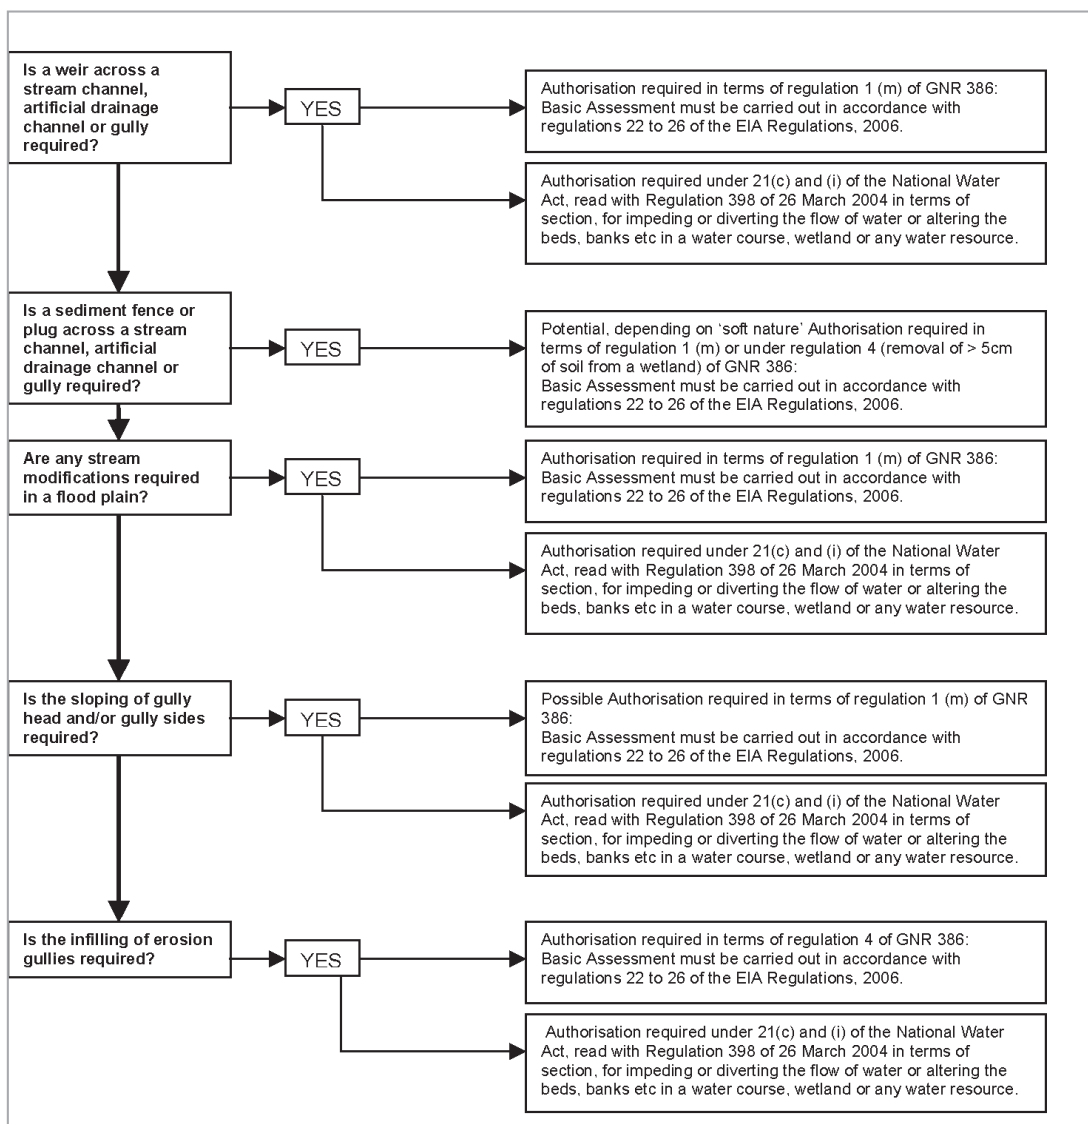 Is a weir across a
stream channel,
artificial drainage
channel or gully
required?
YES
Authorisation required in terms of regulation 1 (m) of GNR 386:
Basic Assessment must be carried out in accordance with
regulations 22 to 26 of the EIA Regulations, 2006.
Authorisation required under 21(c) and (i) of the National Water
Act, read with Regulation 398 of 26 March 2004 in terms of
section, for impeding or diverting the flow of water or altering the
beds, banks etc in a water course, wetland or any water resource.
Is a sediment fence or
plug across a stream
channel, artificial
drainage channel or
gully required?
YES
Potential, depending on ‘soft nature’ Authorisation required in
terms of regulation 1 (m) or under regulation 4 (removal of > 5cm
of soil from a wetland) of GNR 386:
Basic Assessment must be carried out in accordance with
regulations 22 to 26 of the EIA Regulations, 2006.
Are any stream
modifications required
in a flood plain?
YES
Authorisation required in terms of regulation 1 (m) of GNR 386:
Basic Assessment must be carried out in accordance with
regulations 22 to 26 of the EIA Regulations, 2006.
Authorisation required under 21(c) and (i) of the National Water
Act, read with Regulation 398 of 26 March 2004 in terms of
section, for impeding or diverting the flow of water or altering the
beds, banks etc in a water course, wetland or any water resource.
Is the sloping of gully
head and/or gully sides
required?
YES
Possible Authorisation required in terms of regulation 1 (m) of GNR
386:
Basic Assessment must be carried out in accordance with
regulations 22 to 26 of the EIA Regulations, 2006.
Authorisation required under 21(c) and (i) of the National Water
Act, read with Regulation 398 of 26 March 2004 in terms of
section, for impeding or diverting the flow of water or altering the
beds, banks etc in a water course, wetland or any water resource.
Is the infilling of erosion
gullies required?
YES
Authorisation required in terms of regulation 4 of GNR 386:
Basic Assessment must be carried out in accordance with
regulations 22 to 26 of the EIA Regulations, 2006.
Authorisation required under 21(c) and (i) of the National Water
Act, read with Regulation 398 of 26 March 2004 in terms of
section, for impeding or diverting the flow of water or altering the
beds, banks etc in a water course, wetland or any water resource.